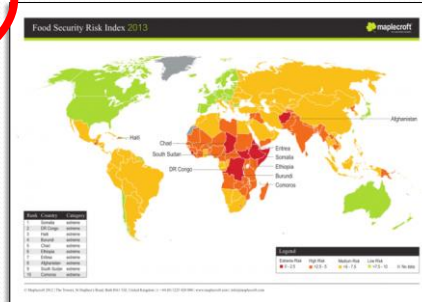 Food Security Risk Index 2013
maplecroft
Haiti
Chad
South Sudan
DR Congo
Afghanistan
Eritrea
Somalia
Ethiopia
Burundi
Comoros
Rank Country Category
1 Somalia extreme
2 DR Congo extreme
3 Haiti extreme
4 Burundi extreme
5 Chad extreme
6 Ethiopia extreme
7 Eritrea extreme
8 Afghanistan extreme
9 South Sudan extreme
10 Comoros extreme
Legend
Extreme Risk High Risk Medium Risk Low Risk
No data